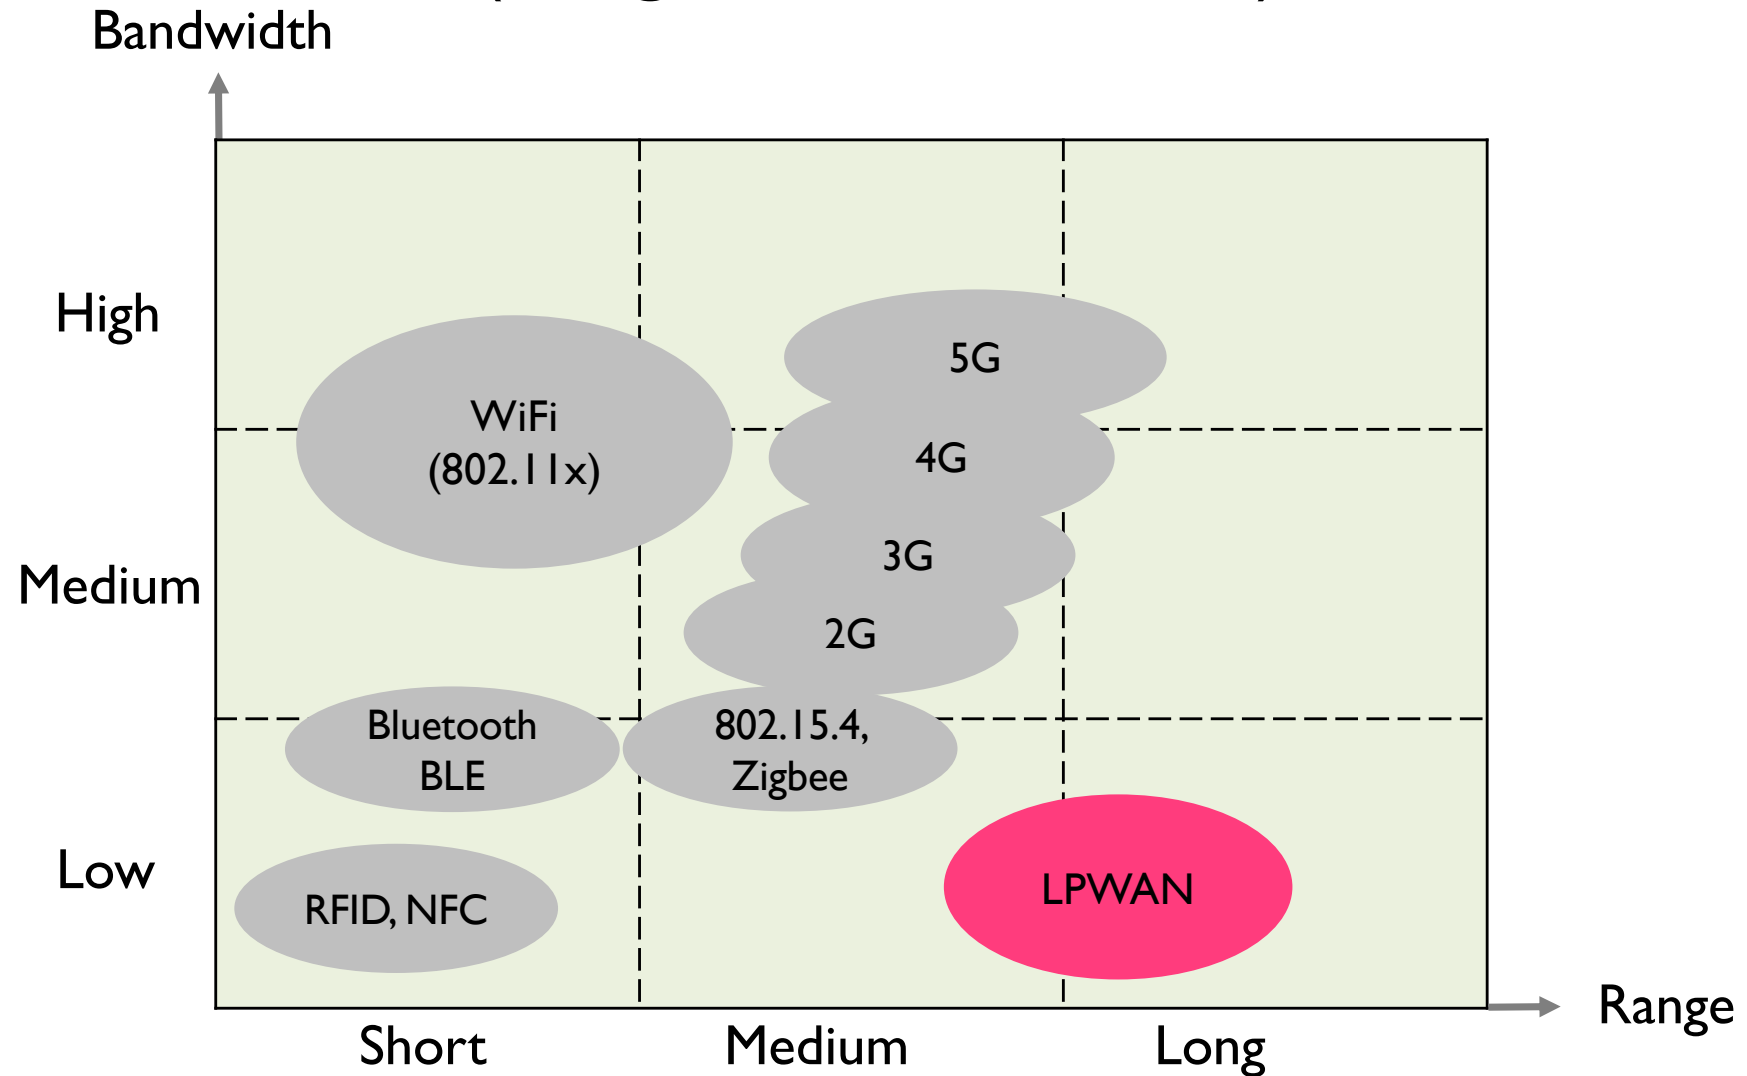 Bandwidth
High
5G
WiFi
(802.11x)
4G
3G
Medium
2G
Bluetooth
BLE
802.15.4,
Zigbee
Low
RFID, NFC
LPWAN
Range
Short
Medium
Long